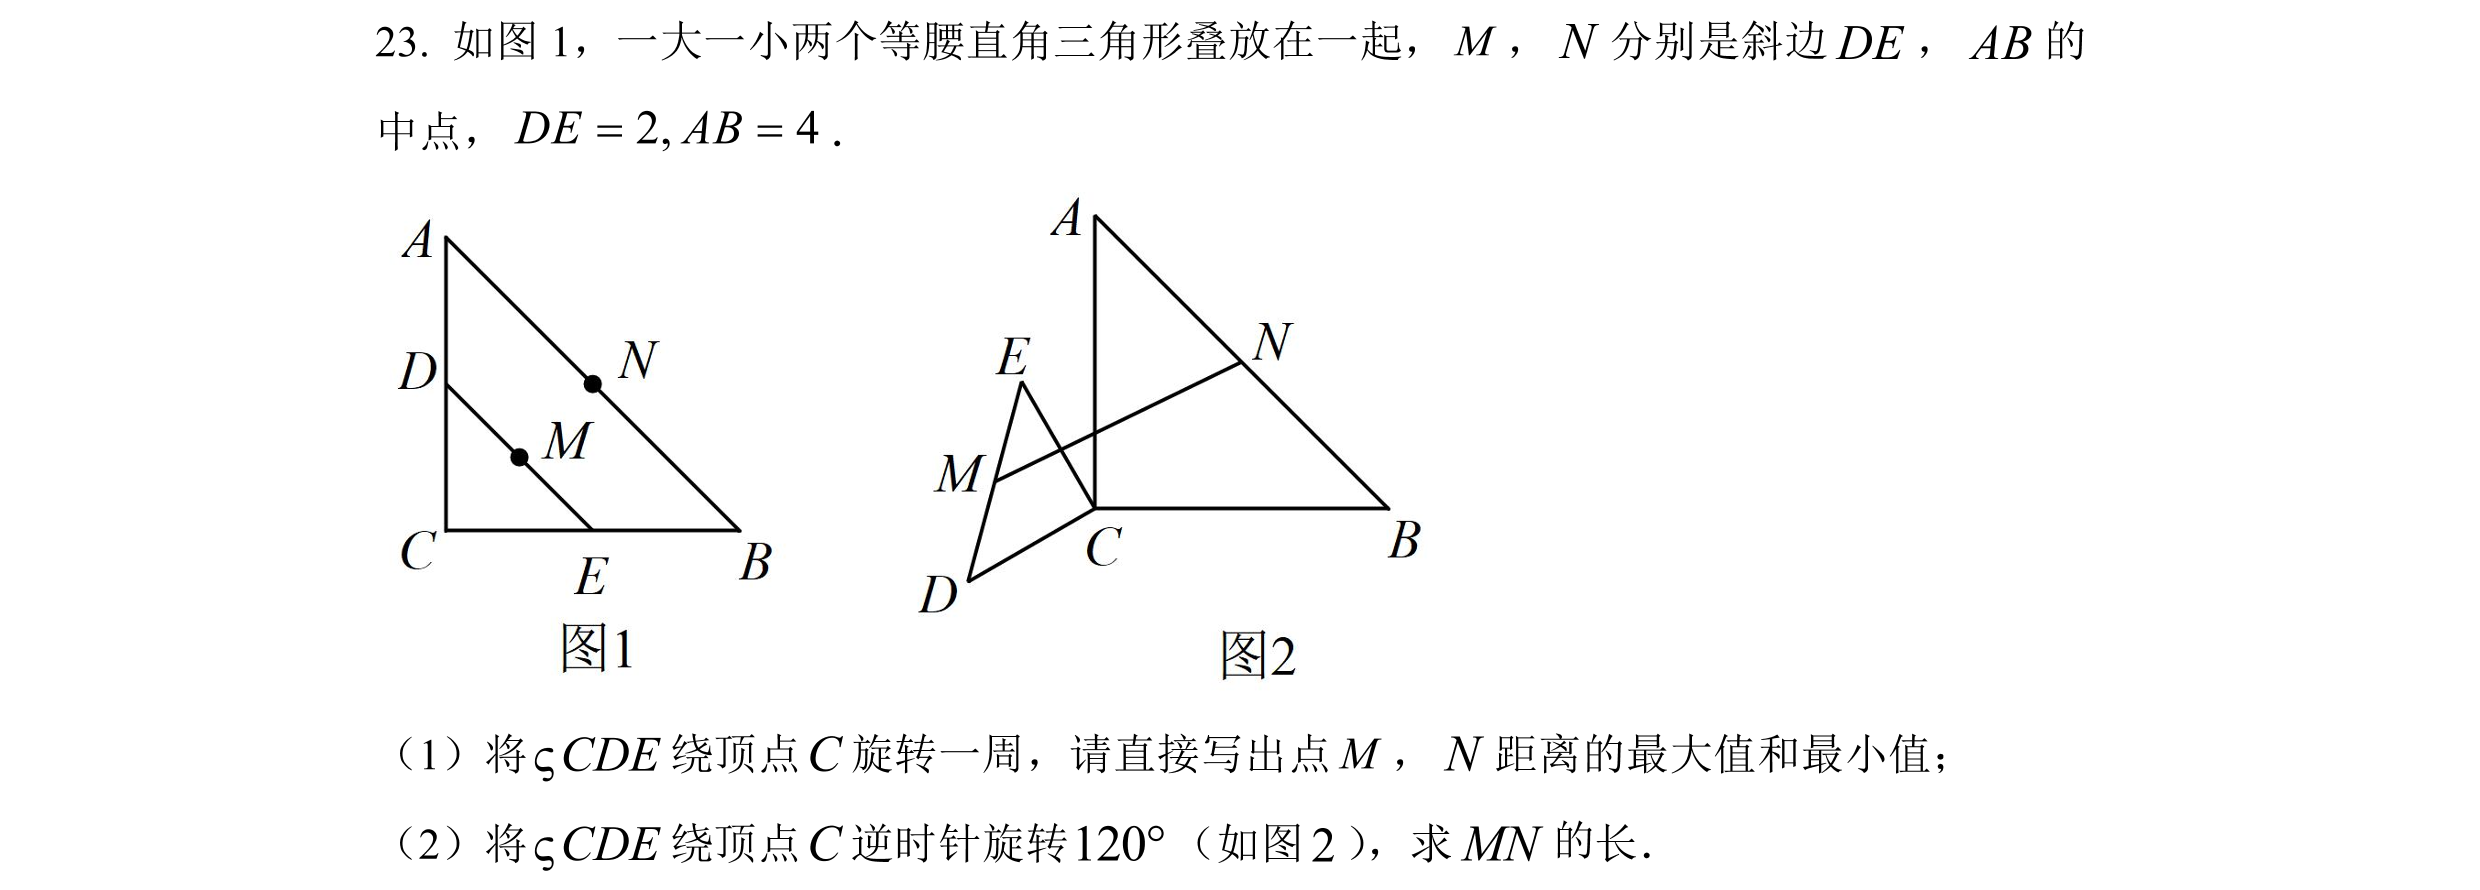 23. 如图 1，一大一小两个等腰直角三角形叠放在一起，M，N 分别是斜边 DE，AB 的
中点，DE = 2, AB = 4．
A
D
N
M
C
E
B
图1
A
E
N
M
C
B
D
图2
（1）将ςCDE 绕顶点 C 旋转一周，请直接写出点 M，N 距离的最大值和最小值；
（2）将ςCDE 绕顶点 C 逆时针旋转120°（如图 2），求 MN 的长．